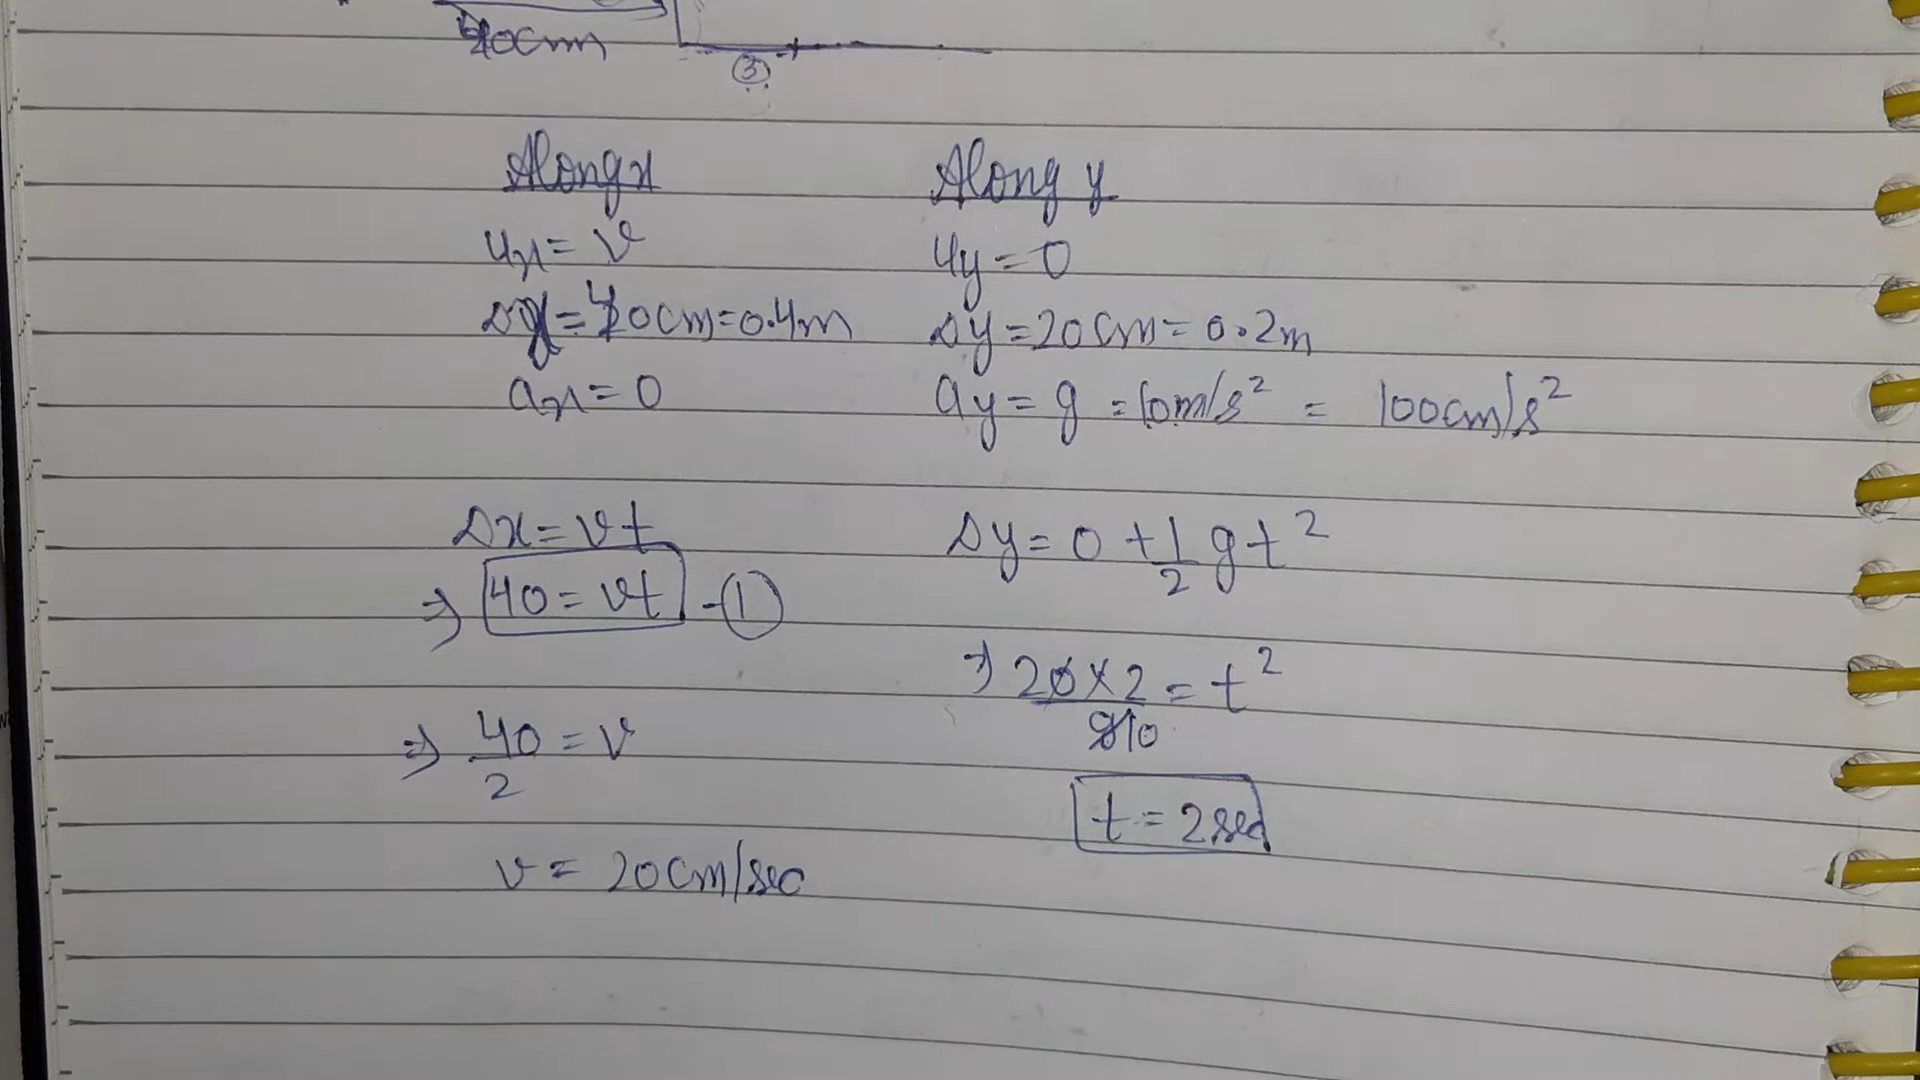 40cm
③
Along x
Along y
ux = v
uy = 0
Δx = 40cm = 0.4m
Δy = 20cm = 0.2m
ax = 0
ay = g = 10m/s² = 100cm/s²
Δx = vt
Δy = 0 + 1/2 gt²
⇒ 40 = vt - ①
⇒ 20×2/10 = t²
⇒ 40/2 = v
t = 2sec
v = 20cm/sec